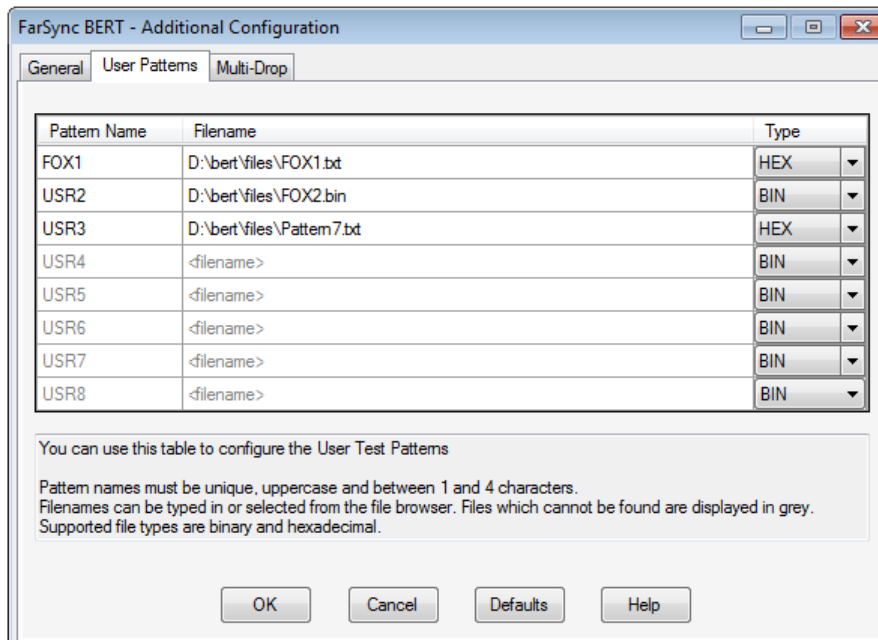 FarSync BERT - Additional Configuration
General User Patterns Multi-Drop
Pattern Name Filename Type
FOX1 D:\bert\files\FOX1.txt HEX
USR2 D:\bert\files\FOX2.bin BIN
USR3 D:\bert\files\Pattern7.txt HEX
USR4 <filename> BIN
USR5 <filename> BIN
USR6 <filename> BIN
USR7 <filename> BIN
USR8 <filename> BIN
You can use this table to configure the User Test Patterns
Pattern names must be unique, uppercase and between 1 and 4 characters.
Filenames can be typed in or selected from the file browser. Files which cannot be found are displayed in grey.
Supported file types are binary and hexadecimal.
OK Cancel Defaults Help